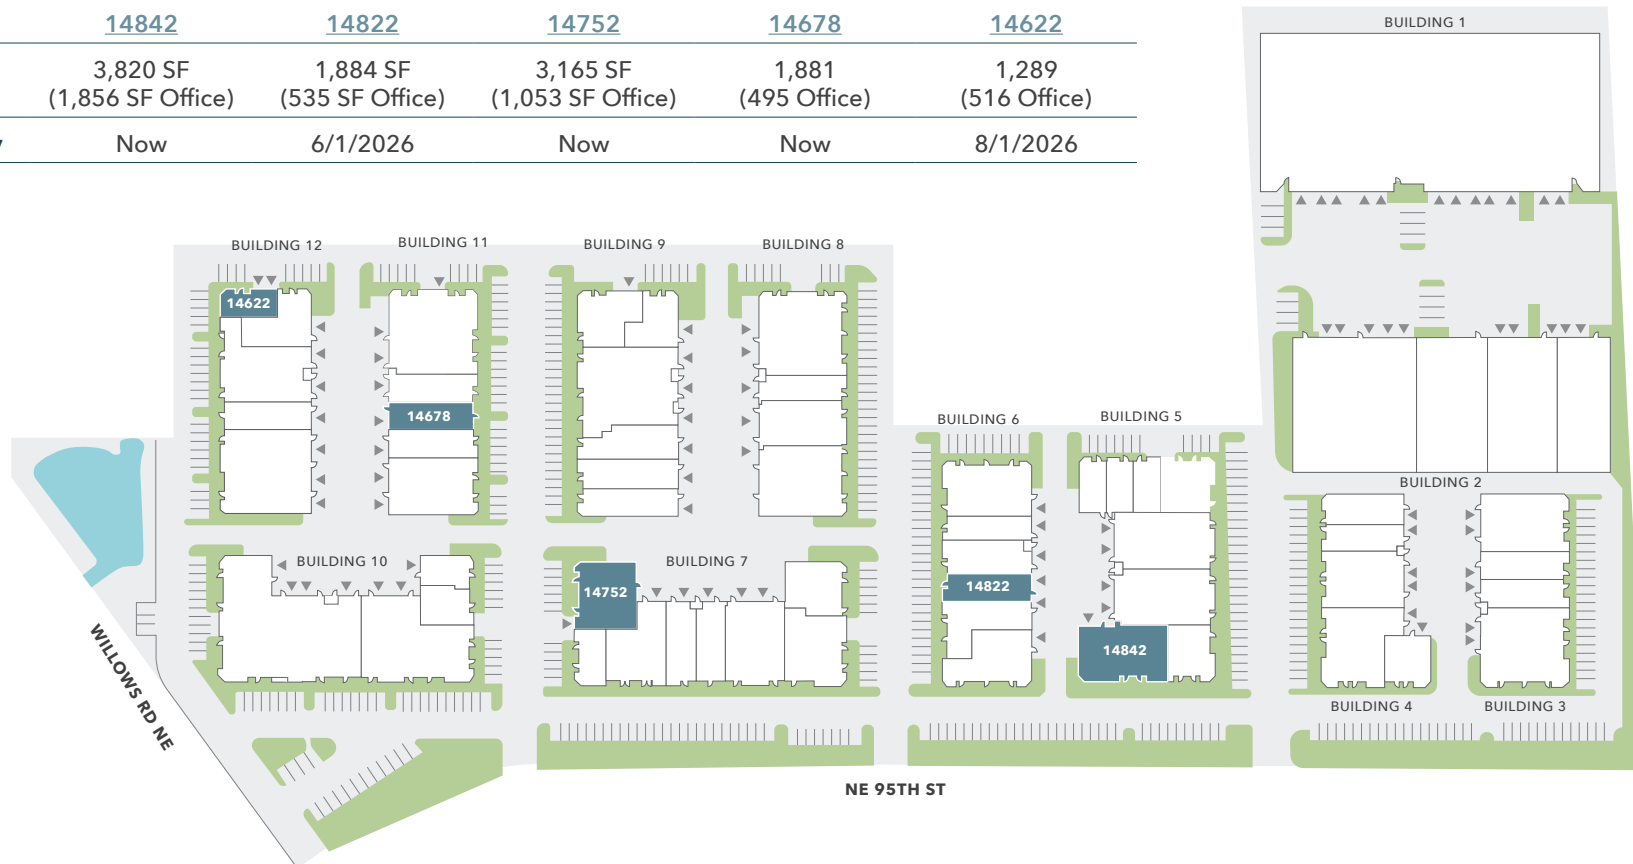 14842 14822 14752 14678 14622
3,820 SF 1,884 SF 3,165 SF 1,881 1,289
(1,856 SF Office) (535 SF Office) (1,053 SF Office) (495 Office) (516 Office)
Now 6/1/2026 Now Now 8/1/2026
BUILDING 1
BUILDING 12
BUILDING 11
BUILDING 9
BUILDING 8
14622
14678
BUILDING 6
BUILDING 5
BUILDING 2
BUILDING 10
BUILDING 7
14752
14822
14842
WILLOWS RD NE
BUILDING 4
BUILDING 3
NE 95TH ST